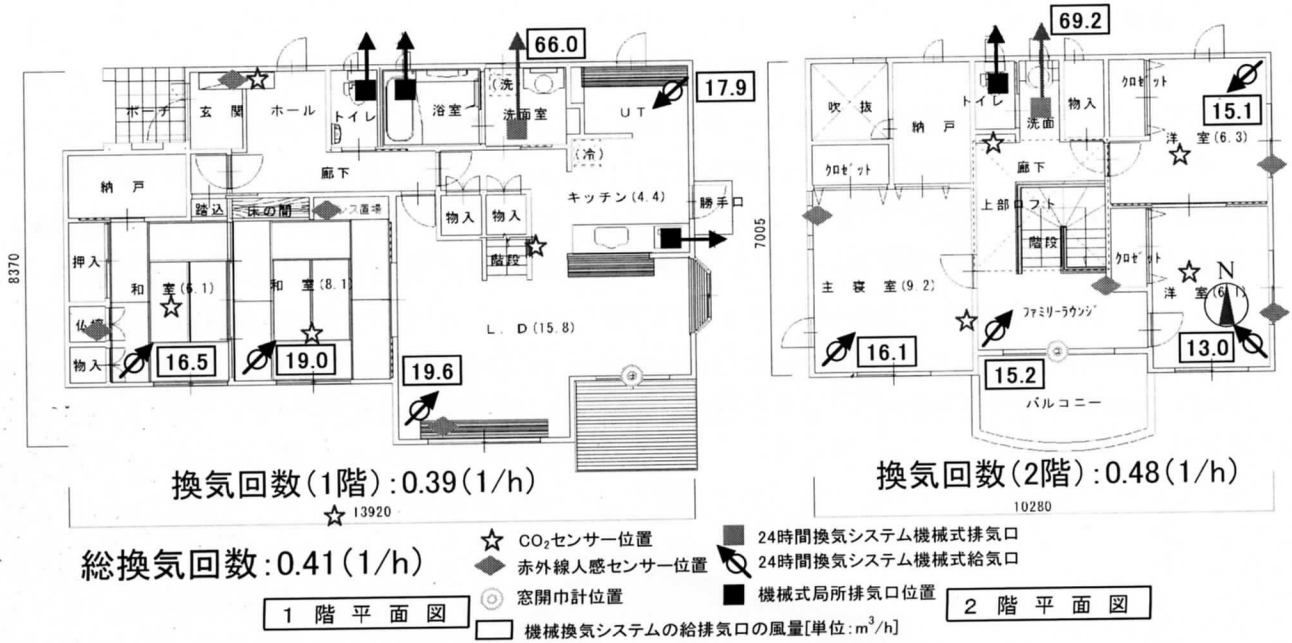 66.0
17.9
ポーチ
玄関
ホール
トイレ
浴室
(洗)
洗面室
UT
(冷)
納戸
廊下
キッチン(4.4)
勝手口
踏込
床の間
ス置場
物入
物入
階段
押入
和室(6.1)
和室(8.1)
仏壇
物入
L.D(15.8)
16.5
19.0
19.6
8370
換気回数(1階):0.39(1/h)
13920
69.2
吹抜
納戸
トイレ
洗面
物入
クロゼット
15.1
洋室(6.3)
クロゼット
廊下
上部ロフト
階段
クロゼット
主寝室(9.2)
ファミリーラウンジ
洋室(6.1)
N
16.1
15.2
13.0
バルコニー
7005
換気回数(2階):0.48(1/h)
10280
総換気回数:0.41(1/h)
CO₂センサー位置
赤外線人感センサー位置
窓開巾計位置
24時間換気システム機械式排気口
24時間換気システム機械式給気口
機械式局所排気口位置
1階平面図
2階平面図
機械換気システムの給排気口の風量[単位:m³/h]